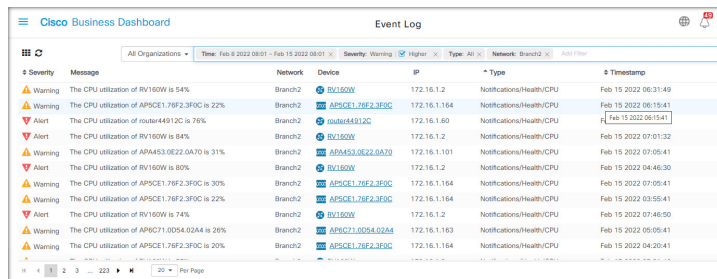 Cisco Business Dashboard
Event Log
49
All Organizations
Time: Feb 8 2022 08:01 – Feb 15 2022 08:01 × Severity: Warning Higher × Type: All × Network: Branch2 × Add Filter
Severity Message Network Device IP Type Timestamp
Warning The CPU utilization of RV160W is 54% Branch2 RV160W 172.16.1.2 Notifications/Health/CPU Feb 15 2022 06:31:49
Warning The CPU utilization of AP5CE1.76F2.3F0C is 22% Branch2 AP5CE1.76F2.3F0C 172.16.1.164 Notifications/Health/CPU Feb 15 2022 06:15:41
Alert The CPU utilization of router44912C is 76% Branch2 router44912C 172.16.1.60 Notifications/Health/CPU
Feb 15 2022 06:15:41
Alert The CPU utilization of RV160W is 84% Branch2 RV160W 172.16.1.2 Notifications/Health/CPU Feb 15 2022 07:01:32
Warning The CPU utilization of APA453.0E22.0A70 is 31% Branch2 APA453.0E22.0A70 172.16.1.101 Notifications/Health/CPU Feb 15 2022 07:05:41
Alert The CPU utilization of RV160W is 80% Branch2 RV160W 172.16.1.2 Notifications/Health/CPU Feb 15 2022 04:46:30
Warning The CPU utilization of AP5CE1.76F2.3F0C is 30% Branch2 AP5CE1.76F2.3F0C 172.16.1.164 Notifications/Health/CPU Feb 15 2022 07:05:41
Warning The CPU utilization of AP5CE1.76F2.3F0C is 22% Branch2 AP5CE1.76F2.3F0C 172.16.1.164 Notifications/Health/CPU Feb 15 2022 03:55:41
Alert The CPU utilization of RV160W is 74% Branch2 RV160W 172.16.1.2 Notifications/Health/CPU Feb 15 2022 07:46:50
Warning The CPU utilization of AP6C71.0D54.02A4 is 26% Branch2 AP6C71.0D54.02A4 172.16.1.163 Notifications/Health/CPU Feb 15 2022 05:05:41
Warning The CPU utilization of AP5CE1.76F2.3F0C is 20% Branch2 AP5CE1.76F2.3F0C 172.16.1.164 Notifications/Health/CPU Feb 15 2022 04:20:41
1 2 3 ... 223 20 Per Page